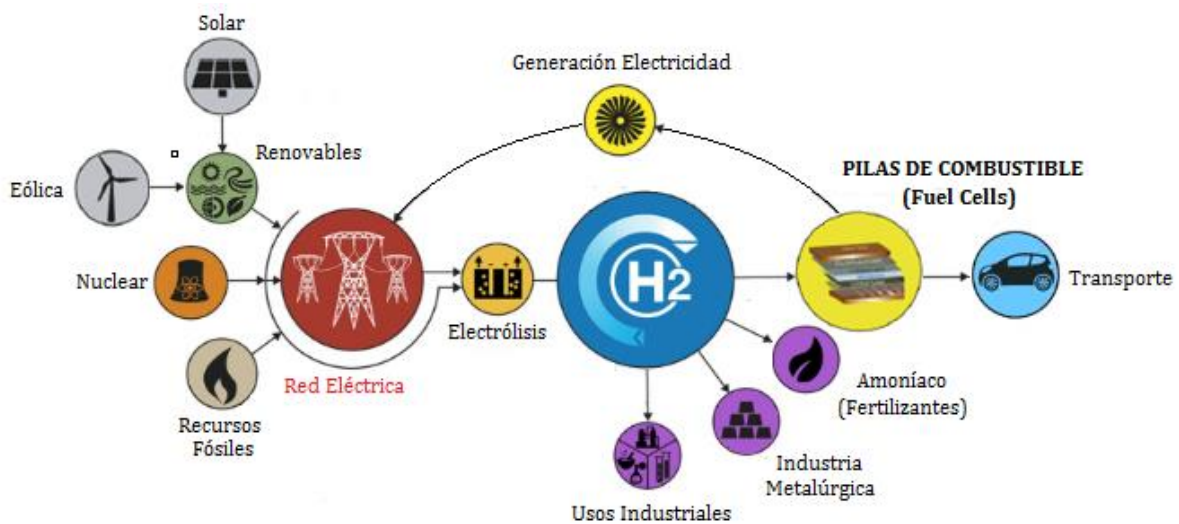 Solar
Generación Electricidad
Renovables
PILAS DE COMBUSTIBLE
(Fuel Cells)
Eólica
Nuclear
H2
Transporte
Electrólisis
Red Eléctrica
Amoníaco
(Fertilizantes)
Recursos
Fósiles
Industria
Metalúrgica
Usos Industriales